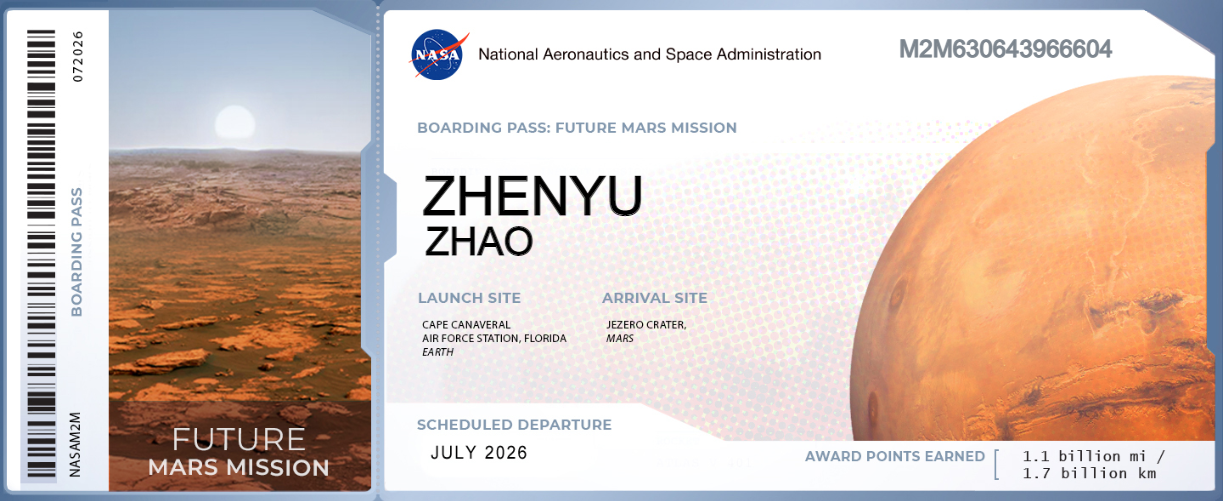 072026
BOARDING PASS
NASAM2M
FUTURE
MARS MISSION
NASA
National Aeronautics and Space Administration
M2M630643966604
BOARDING PASS: FUTURE MARS MISSION
ZHENYU
ZHAO
LAUNCH SITE
CAPE CANAVERAL
AIR FORCE STATION, FLORIDA
EARTH
ARRIVAL SITE
JEZERO CRATER,
MARS
SCHEDULED DEPARTURE
JULY 2026
AWARD POINTS EARNED
1.1 billion mi /
1.7 billion km